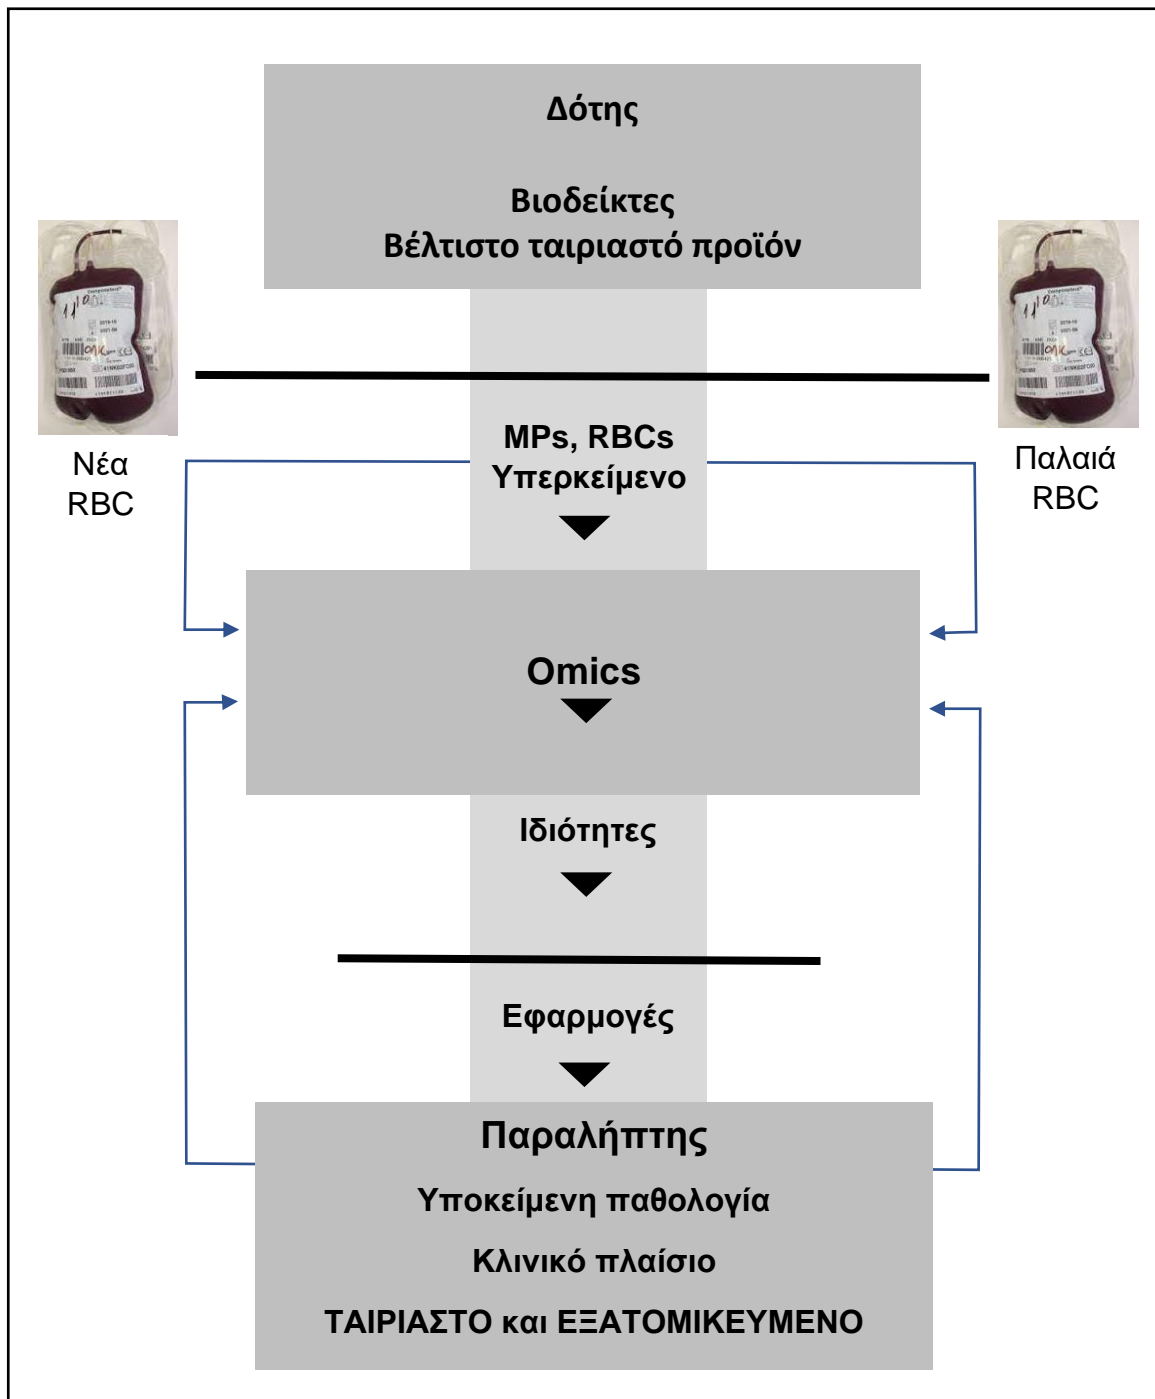 Δότης
Βιοδείκτες
Βέλτιστο ταιριαστό προϊόν
Νέα
RBC
MPs, RBCs
Υπερκείμενο
Παλαιά
RBC
Omics
Ιδιότητες
Εφαρμογές
Παραλήπτης
Υποκείμενη παθολογία
Κλινικό πλαίσιο
ΤΑΙΡΙΑΣΤΟ και ΕΞΑΤΟΜΙΚΕΥΜΕΝΟ